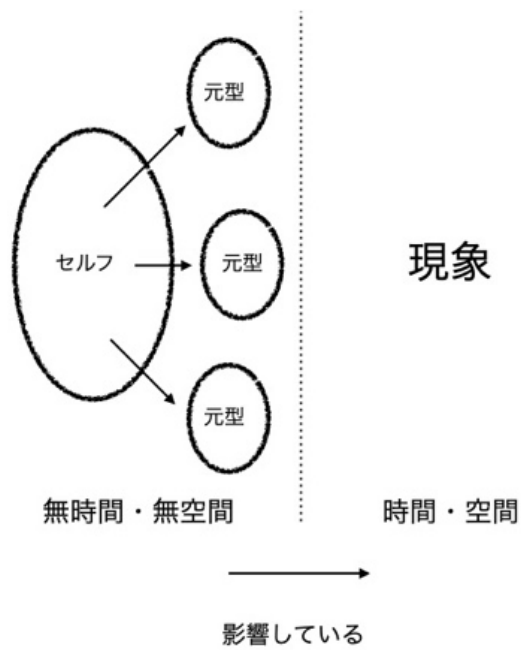 元型
セルフ
元型
現象
元型
無時間・無空間
時間・空間
影響している